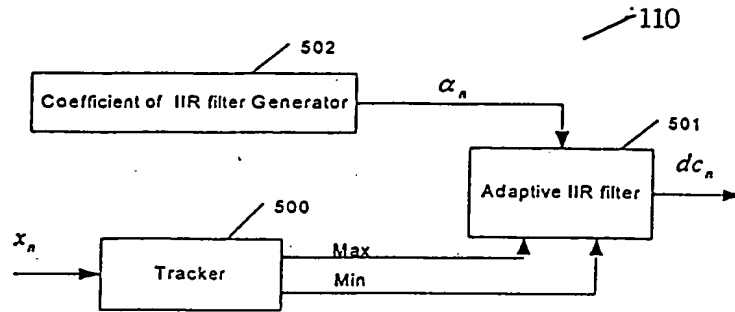 110
502
Coefficient of IIR filter Generator
αₙ
501
Adaptive IIR filter
dcₙ
500
xₙ
Tracker
Max
Min